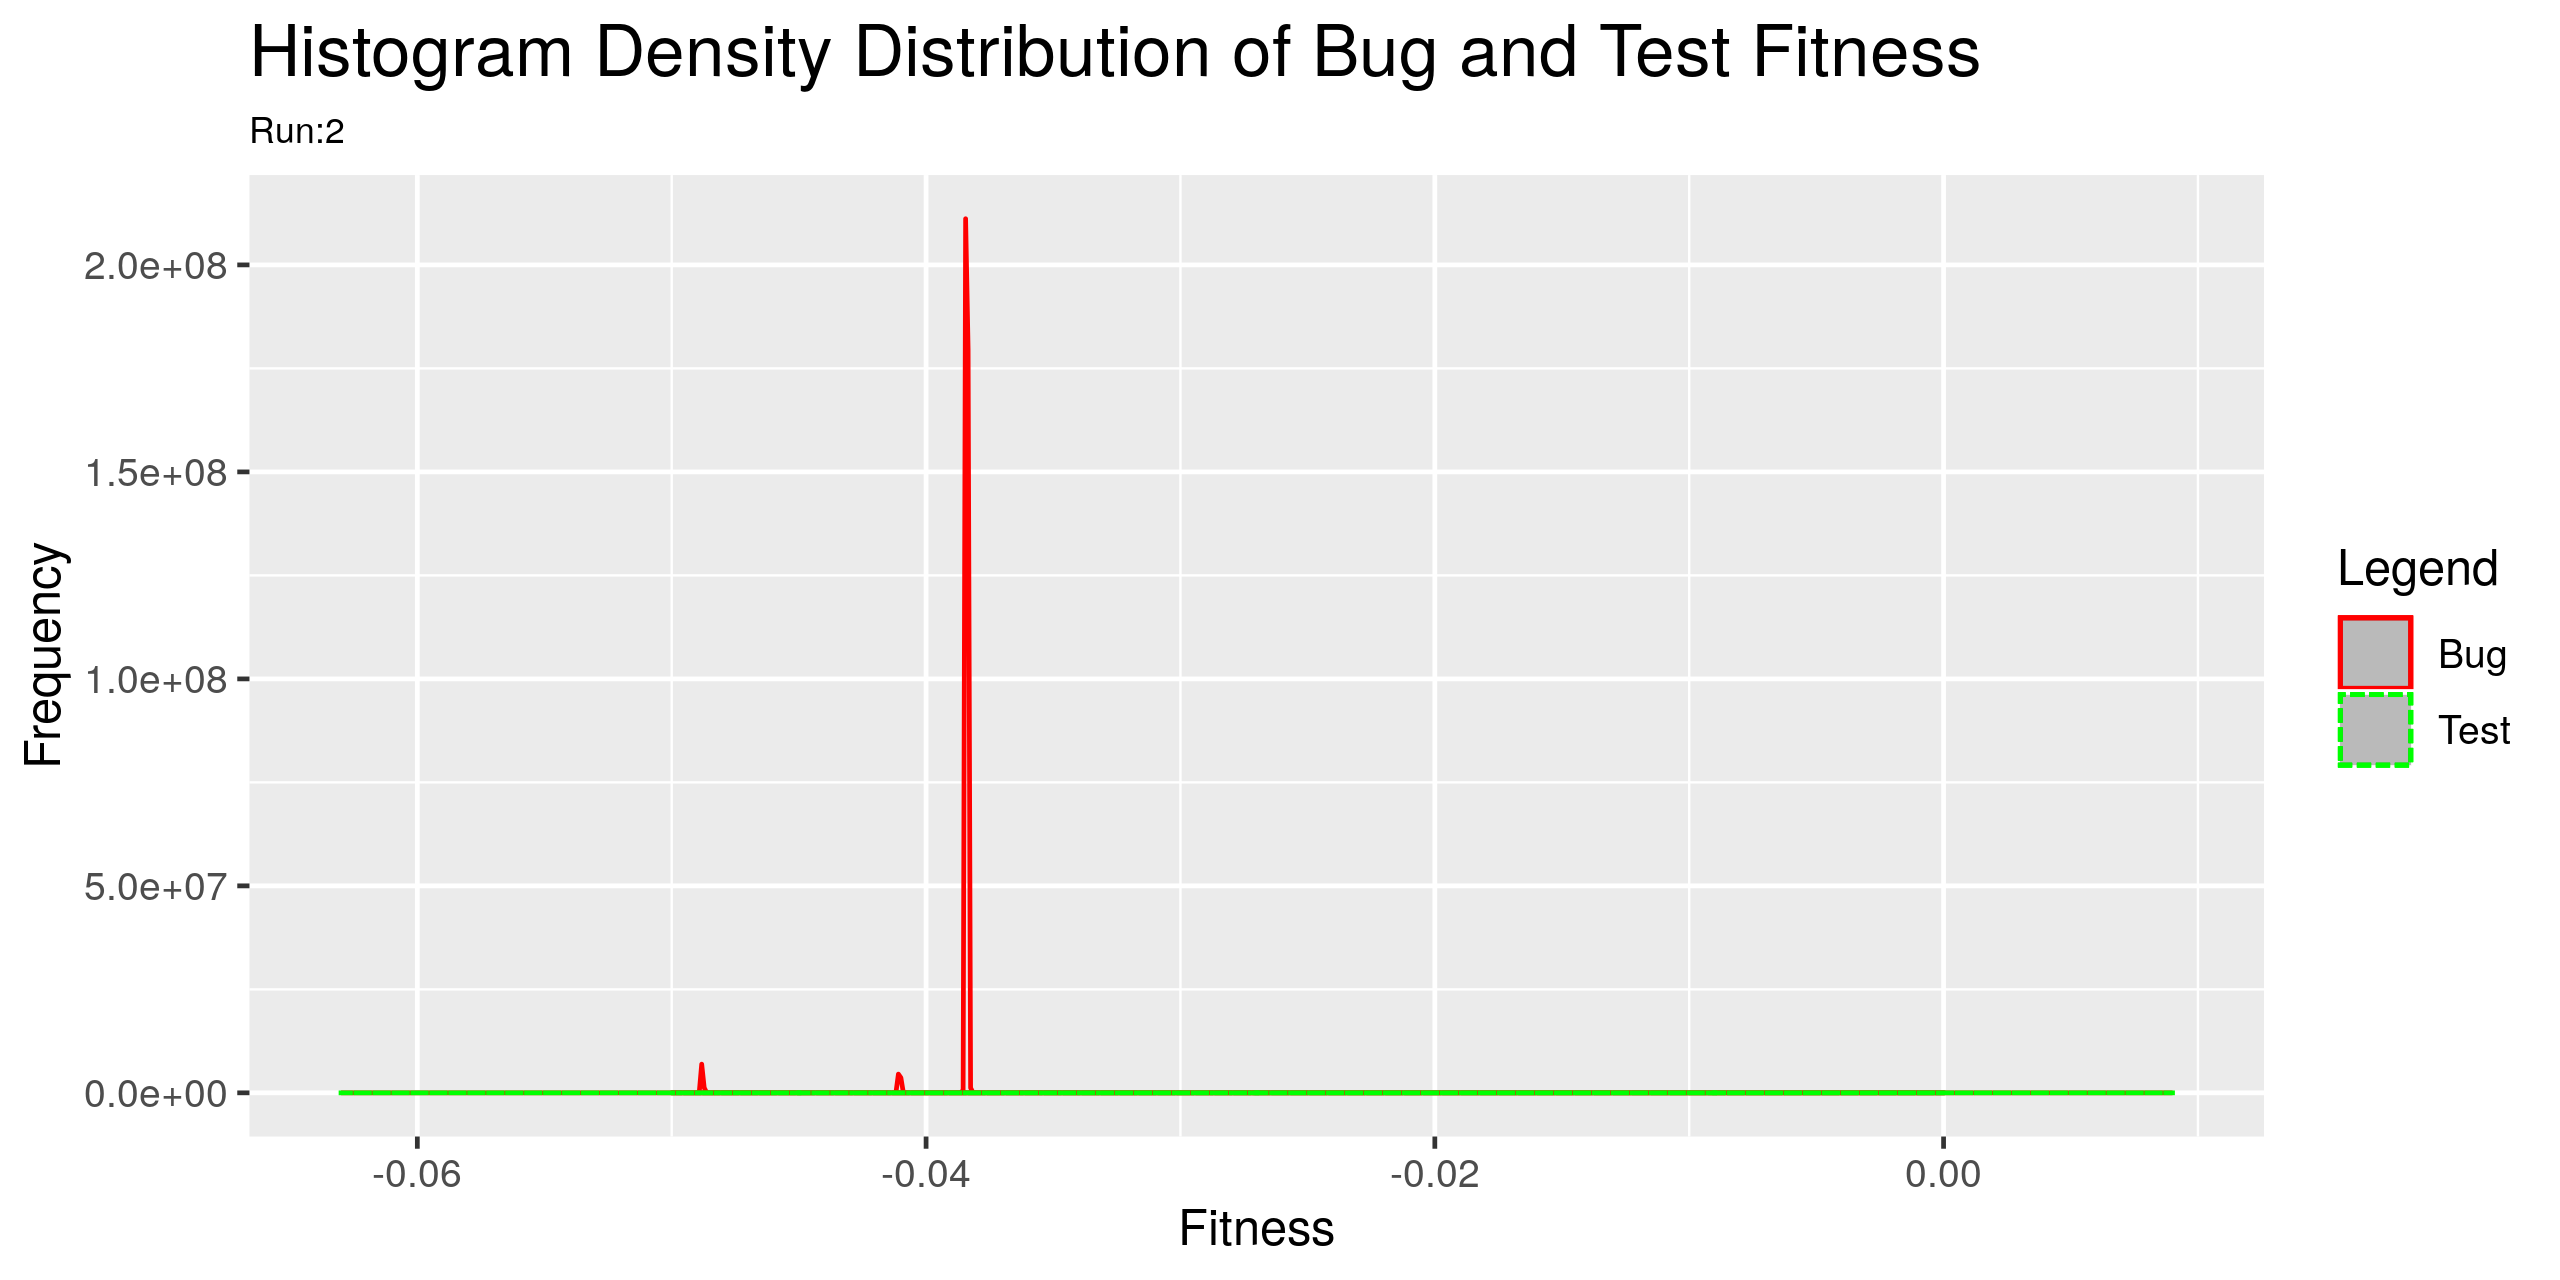 Histogram Density Distribution of Bug and Test Fitness
Run:2
2.0e+08
1.5e+08
1.0e+08
5.0e+07
0.0e+00
Frequency
-0.06
-0.04
-0.02
0.00
Fitness
Legend
Bug
Test